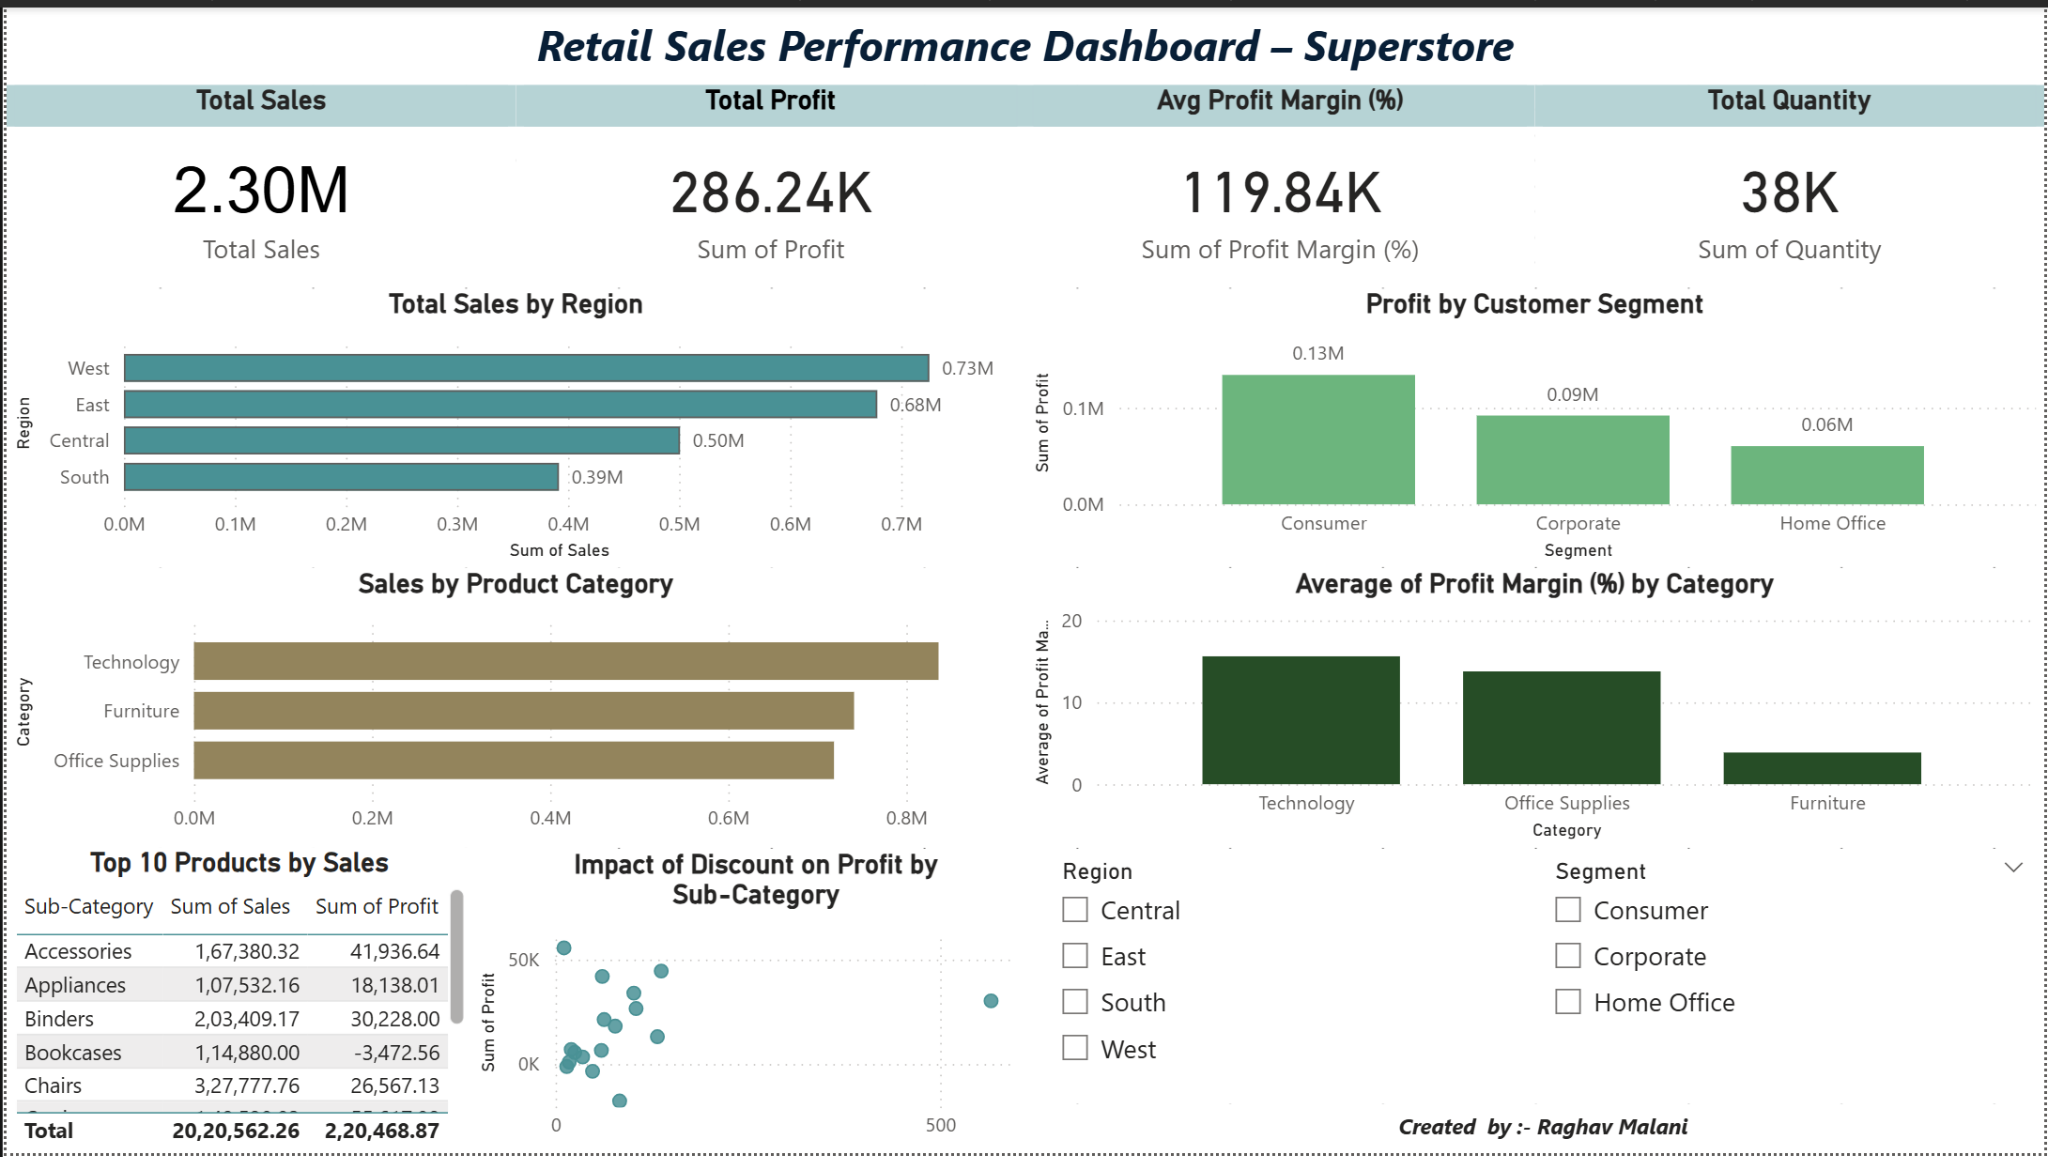 Retail Sales Performance Dashboard – Superstore
Total Sales
Total Profit
Avg Profit Margin (%)
Total Quantity
2.30M
Total Sales
286.24K
Sum of Profit
119.84K
Sum of Profit Margin (%)
38K
Sum of Quantity
Total Sales by Region
Region
West 0.73M
East 0.68M
Central 0.50M
South 0.39M
0.0M 0.1M 0.2M 0.3M 0.4M 0.5M 0.6M 0.7M
Sum of Sales
Profit by Customer Segment
Sum of Profit
0.1M
0.0M
0.13M
0.09M
0.06M
Consumer Corporate Home Office
Segment
Sales by Product Category
Category
Technology
Furniture
Office Supplies
0.0M 0.2M 0.4M 0.6M 0.8M
Average of Profit Margin (%) by Category
Average of Profit Ma...
20
10
0
Technology Office Supplies Furniture
Category
Top 10 Products by Sales
Sub-Category Sum of Sales Sum of Profit
Accessories 1,67,380.32 41,936.64
Appliances 1,07,532.16 18,138.01
Binders 2,03,409.17 30,228.00
Bookcases 1,14,880.00 -3,472.56
Chairs 3,27,777.76 26,567.13
Total 20,20,562.26 2,20,468.87
Impact of Discount on Profit by
Sub-Category
Sum of Profit
50K
0K
0 500
Region
Central
East
South
West
Segment
Consumer
Corporate
Home Office
Created by :- Raghav Malani